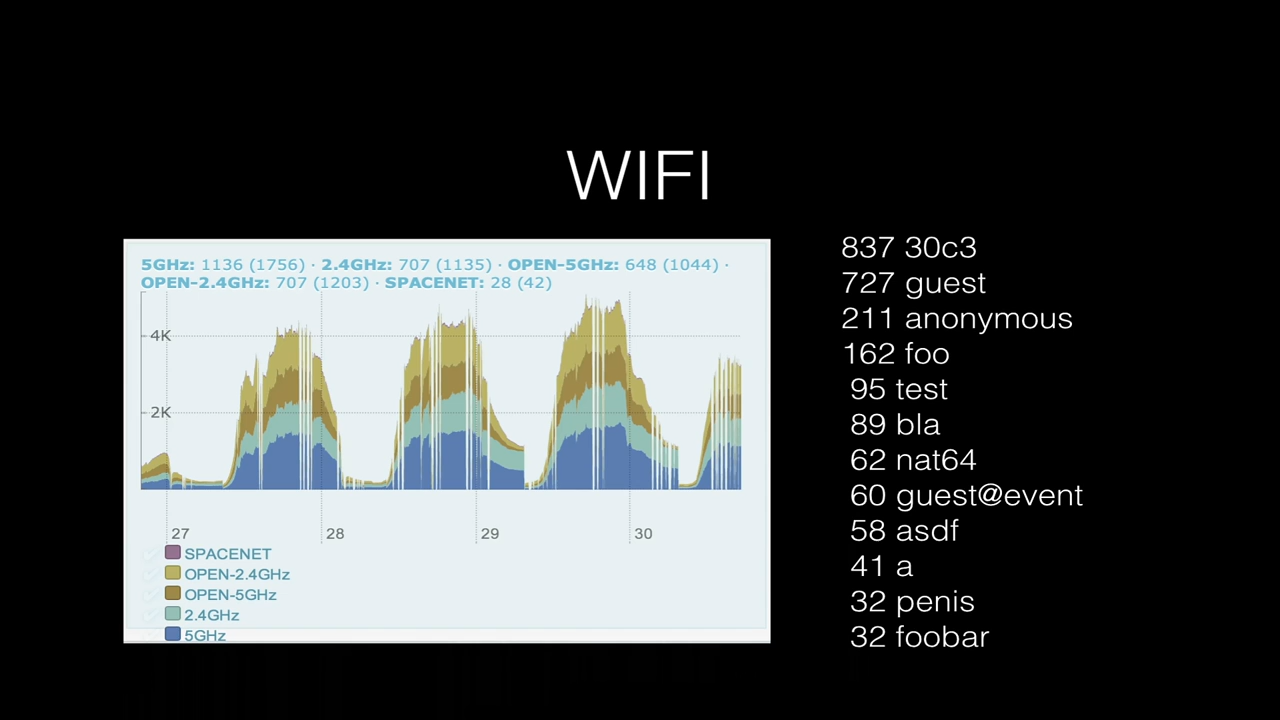 WIFI
5GHz: 1136 (1756) · 2.4GHz: 707 (1135) · OPEN-5GHz: 648 (1044) ·
OPEN-2.4GHz: 707 (1203) · SPACENET: 28 (42)
4K
2K
27 28 29 30
SPACENET
OPEN-2.4GHz
OPEN-5GHz
2.4GHz
5GHz
837 30c3
727 guest
211 anonymous
162 foo
95 test
89 bla
62 nat64
60 guest@event
58 asdf
41 a
32 penis
32 foobar